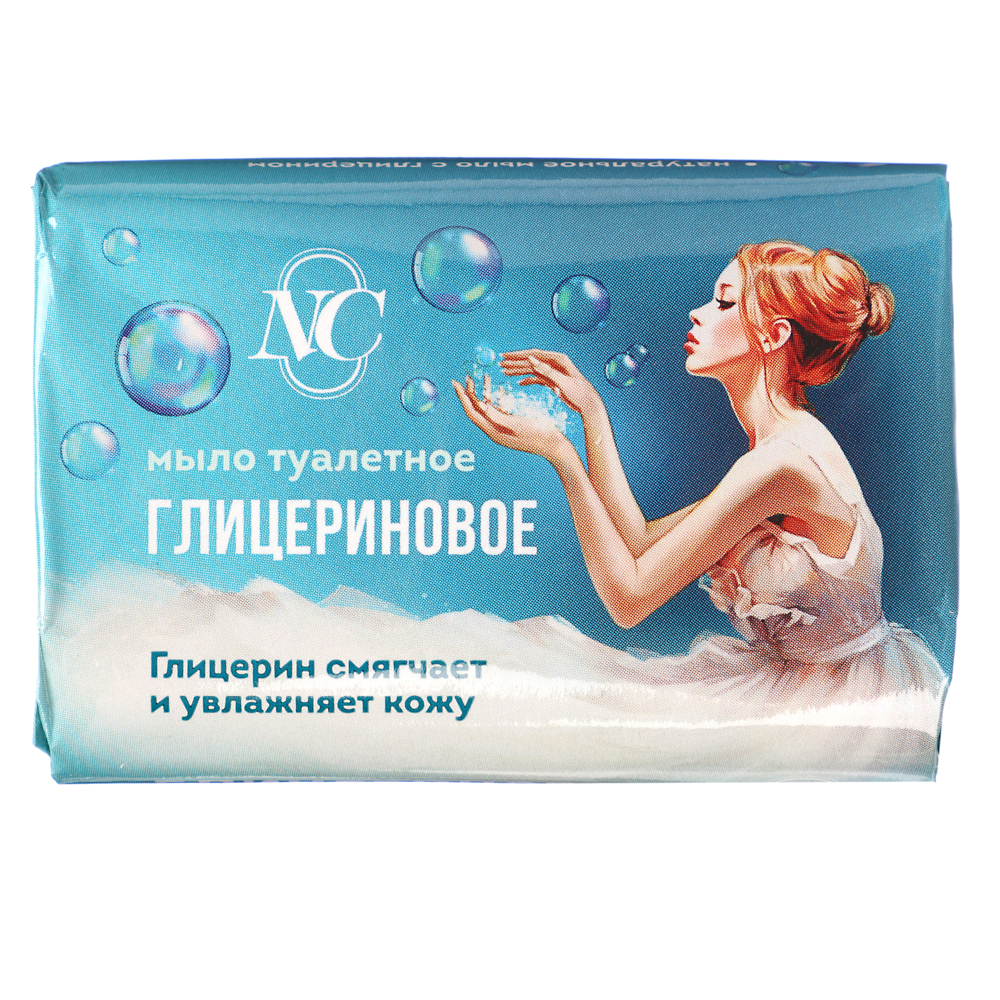 • натуральное мыло с глицерином
NC
мыло туалетное
ГЛИЦЕРИНОВОЕ
Глицерин смягчает
и увлажняет кожу